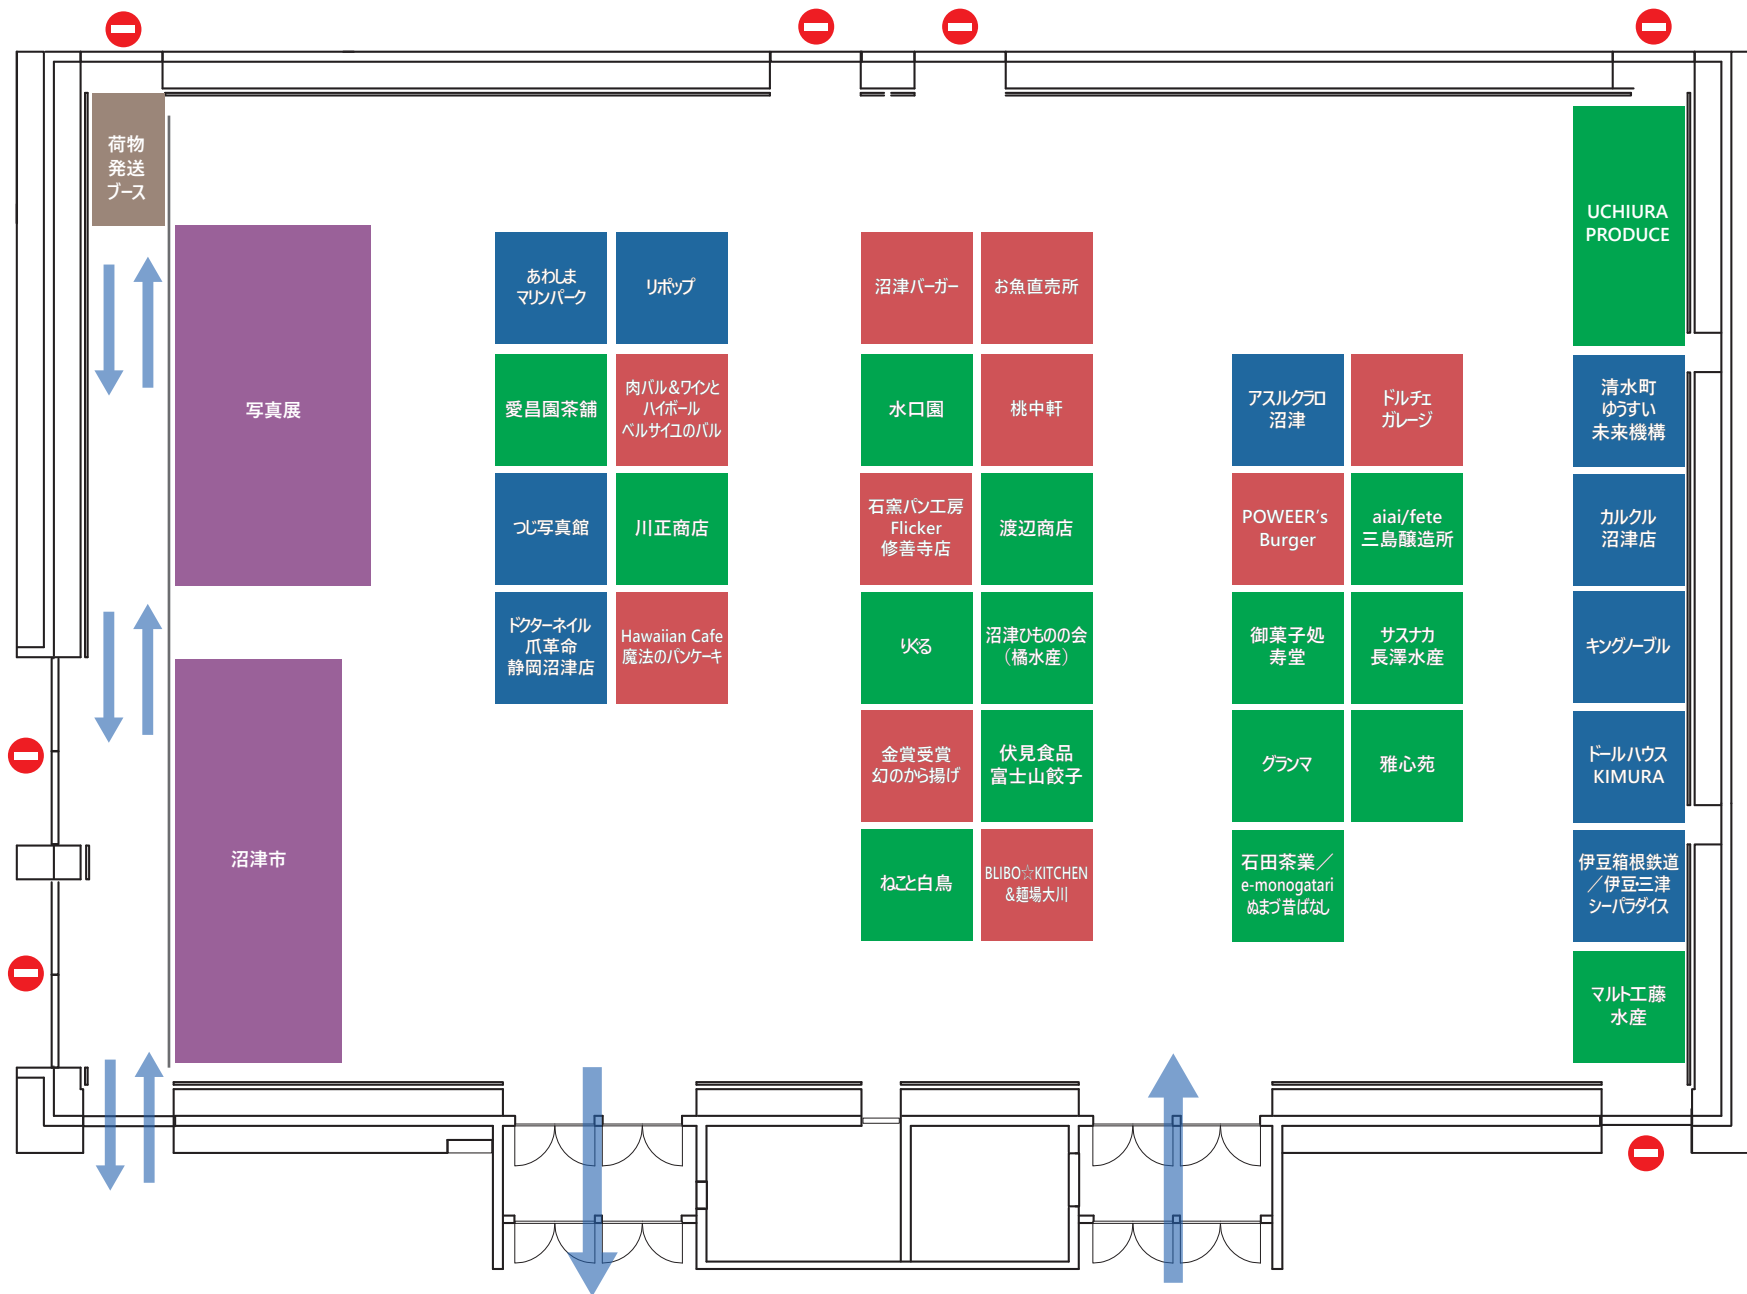 荷物
発送
ブース
写真展
沼津市
あわしま
マリンパーク
リポップ
愛昌園茶舗
肉バル＆ワインと
ハイボール
ベルサイユのバル
つじ写真館
川正商店
ドクターネイル
爪革命
静岡沼津店
Hawaiian Cafe
魔法のパンケーキ
沼津バーガー
お魚直売所
水口園
桃中軒
石窯パン工房
Flicker
修善寺店
渡辺商店
りぐる
沼津ひものの会
（橘水産）
金賞受賞
幻のから揚げ
伏見食品
富士山餃子
ねこと白鳥
BLIBO☆KITCHEN
＆麺場大川
アスルクラロ
沼津
ドルチェ
ガレージ
POWEER's
Burger
aiai/fete
三島醸造所
御菓子処
寿堂
サスナカ
長澤水産
グランマ
雅心苑
石田茶業／
e-monogatari
ぬまづ昔ばなし
UCHIURA
PRODUCE
清水町
ゆうすい
未来機構
カルクル
沼津店
キングノーブル
ドールハウス
KIMURA
伊豆箱根鉄道
／伊豆・三津
シーパラダイス
マルト工藤
水産